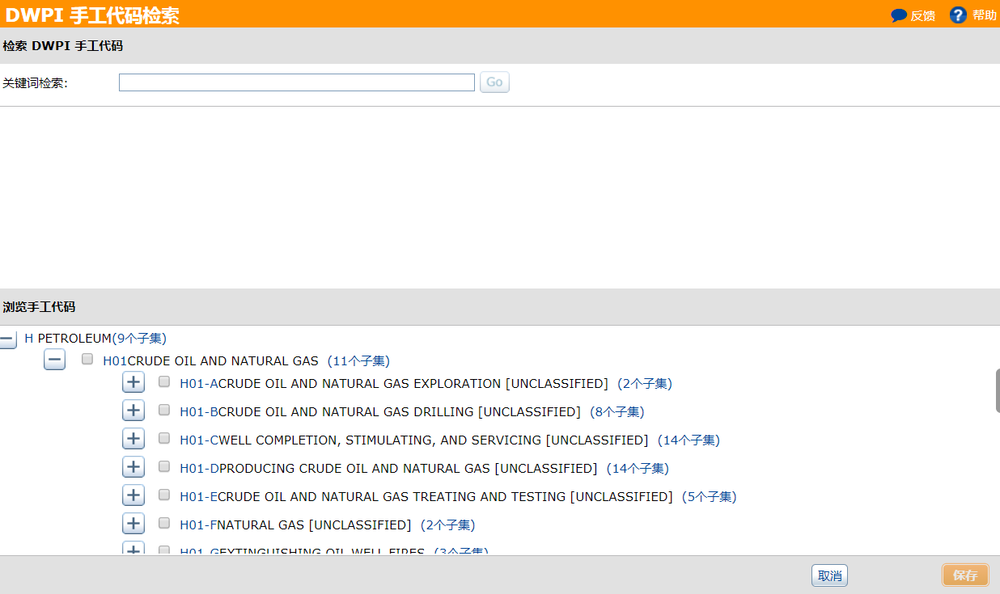 DWPI 手工代码检索
反馈
帮助
检索 DWPI 手工代码
关键词检索:
Go
浏览手工代码
H PETROLEUM(9个子集)
H01CRUDE OIL AND NATURAL GAS (11个子集)
H01-ACRUDE OIL AND NATURAL GAS EXPLORATION [UNCLASSIFIED] (2个子集)
H01-BCRUDE OIL AND NATURAL GAS DRILLING [UNCLASSIFIED] (8个子集)
H01-CWELL COMPLETION, STIMULATING, AND SERVICING [UNCLASSIFIED] (14个子集)
H01-DPRODUCING CRUDE OIL AND NATURAL GAS [UNCLASSIFIED] (14个子集)
H01-ECRUDE OIL AND NATURAL GAS TREATING AND TESTING [UNCLASSIFIED] (5个子集)
H01-FNATURAL GAS [UNCLASSIFIED] (2个子集)
H01-GEXTINGUISHING OIL WELL FIRES (3个子集)
取消
保存